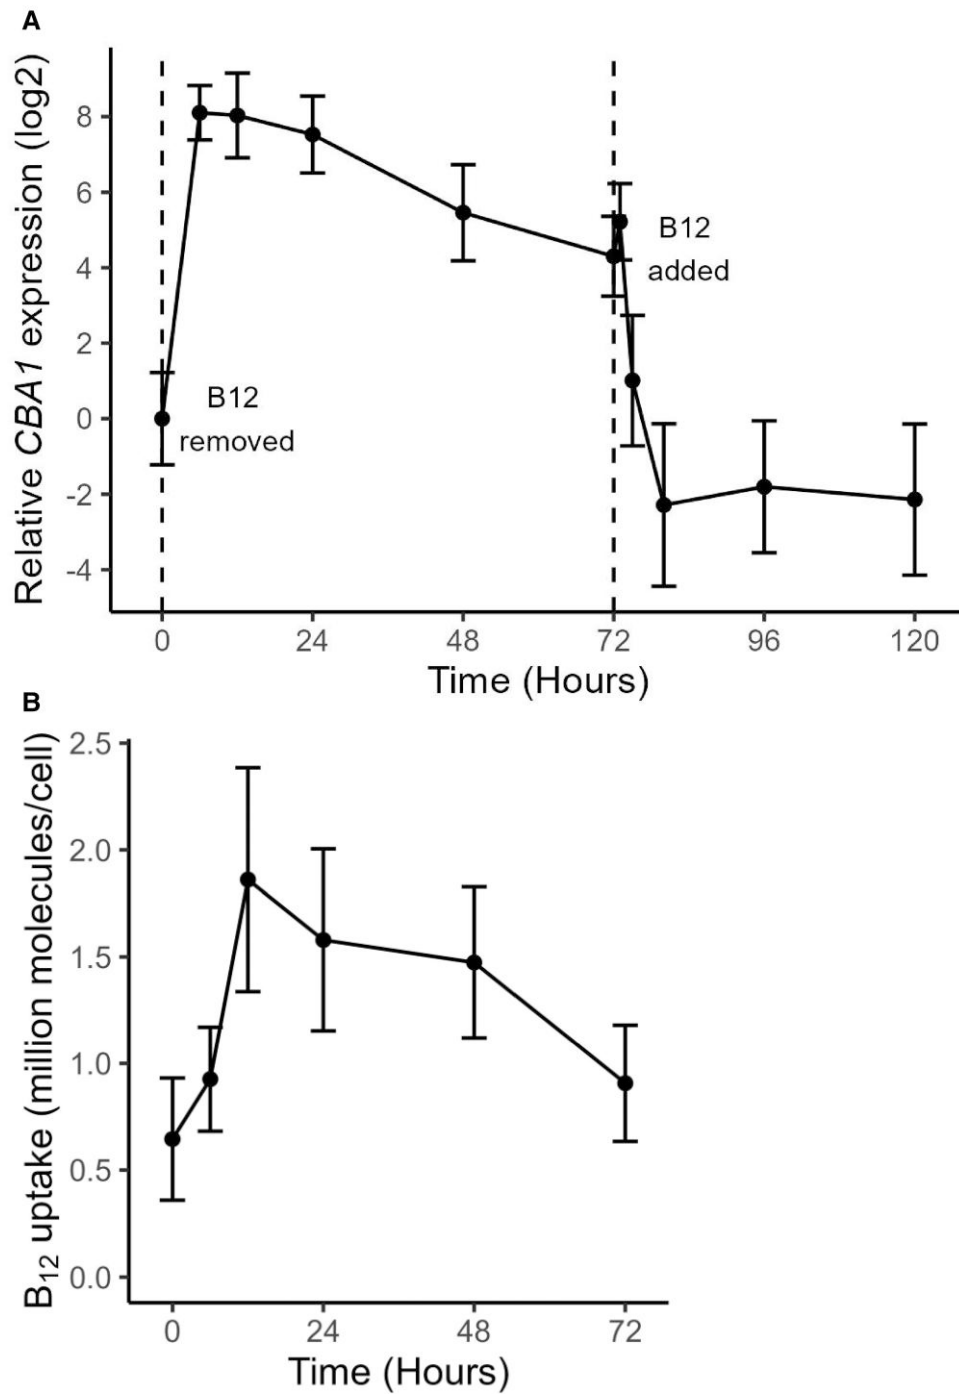 A
Relative CBA1 expression (log2)
8
6
4
2
0
-2
-4
B12
removed
B12
added
0 24 48 72 96 120
Time (Hours)
B
B₁₂ uptake (million molecules/cell)
2.5
2.0
1.5
1.0
0.5
0.0
0 24 48 72
Time (Hours)